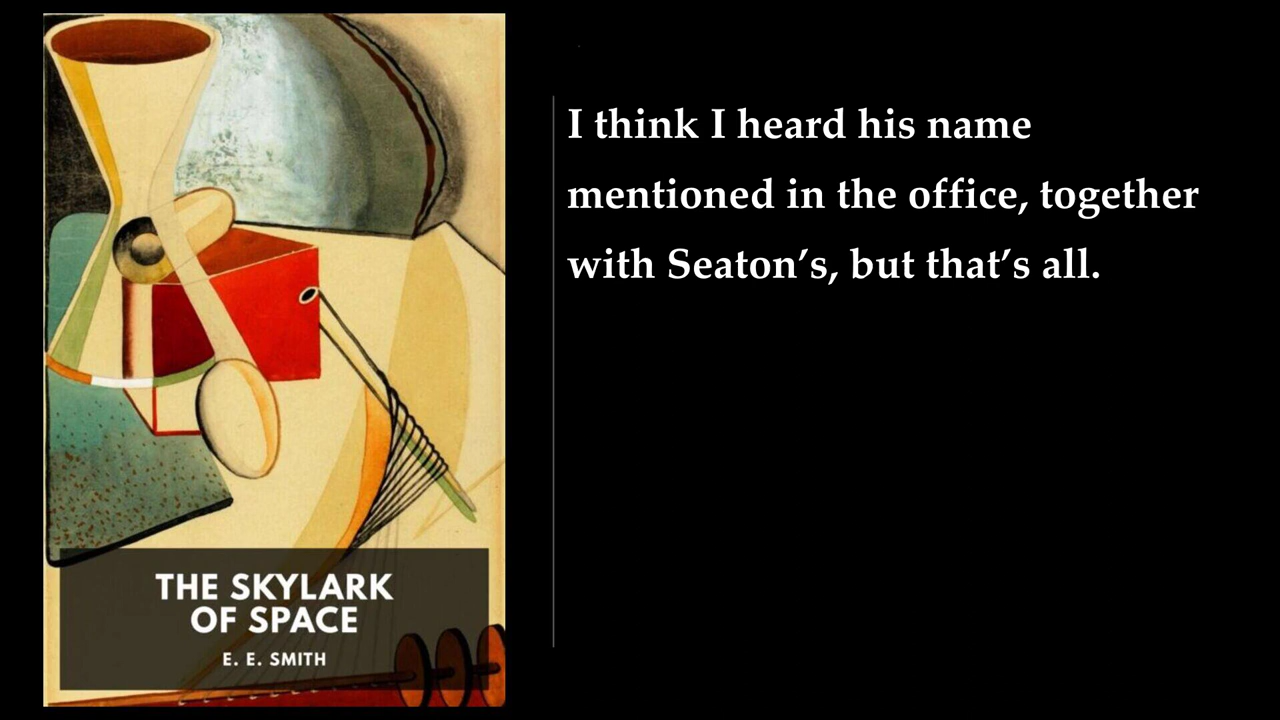 THE SKYLARK
OF SPACE
E. E. SMITH
I think I heard his name
mentioned in the office, together
with Seaton’s, but that’s all.